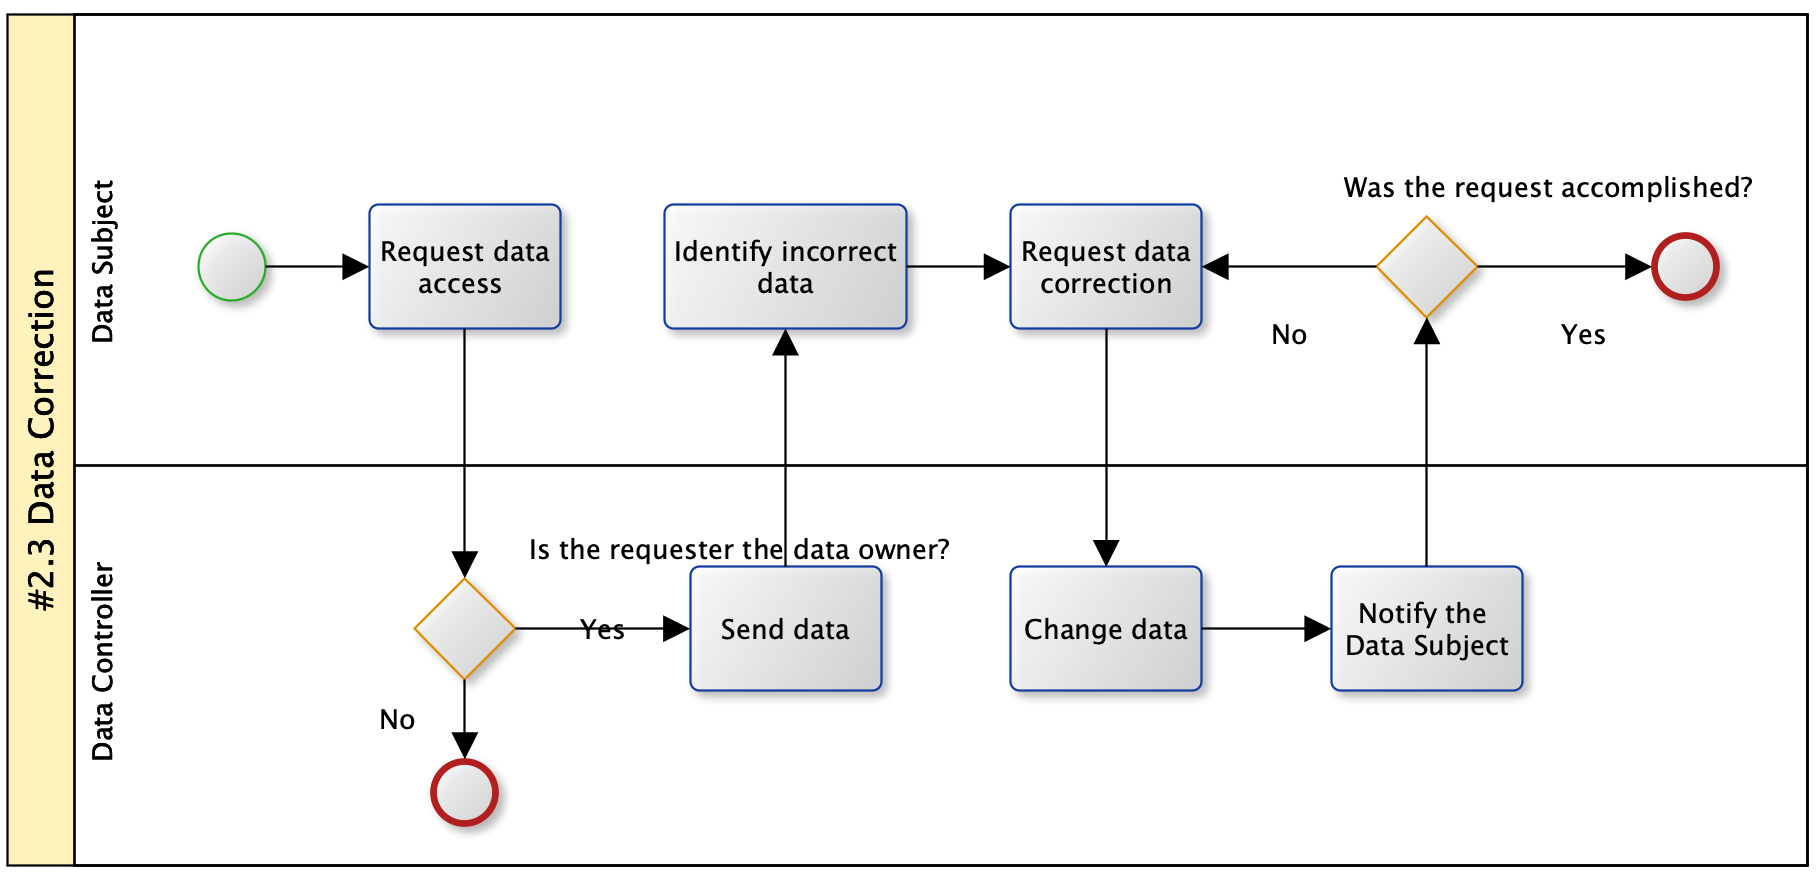 #2.3 Data Correction
Data Subject
Request data
access
Identify incorrect
data
Request data
correction
Was the request accomplished?
No
Yes
Data Controller
Is the requester the data owner?
Yes
No
Send data
Change data
Notify the
Data Subject